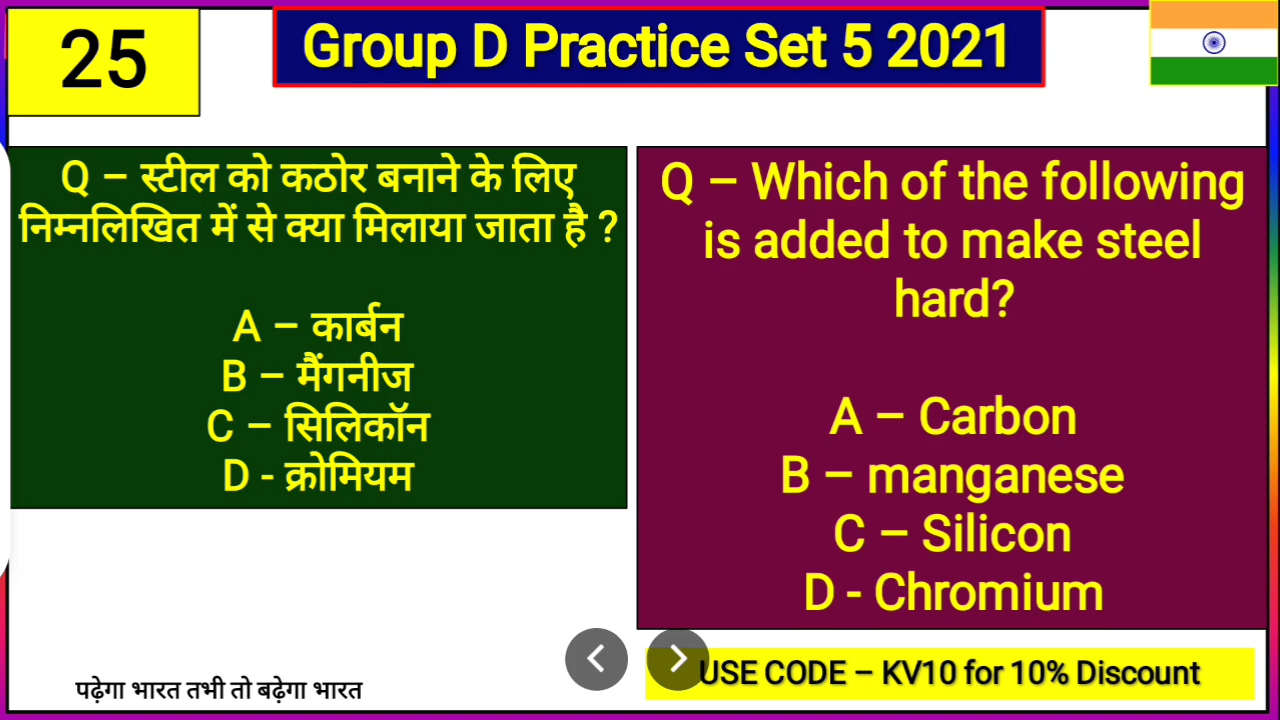 25
Group D Practice Set 5 2021
Q – स्टील को कठोर बनाने के लिए
निम्नलिखित में से क्या मिलाया जाता है ?
A – कार्बन
B – मैंगनीज
C – सिलिकॉन
D - क्रोमियम
Q – Which of the following
is added to make steel
hard?
A – Carbon
B – manganese
C – Silicon
D - Chromium
पढ़ेगा भारत तभी तो बढ़ेगा भारत
USE CODE – KV10 for 10% Discount